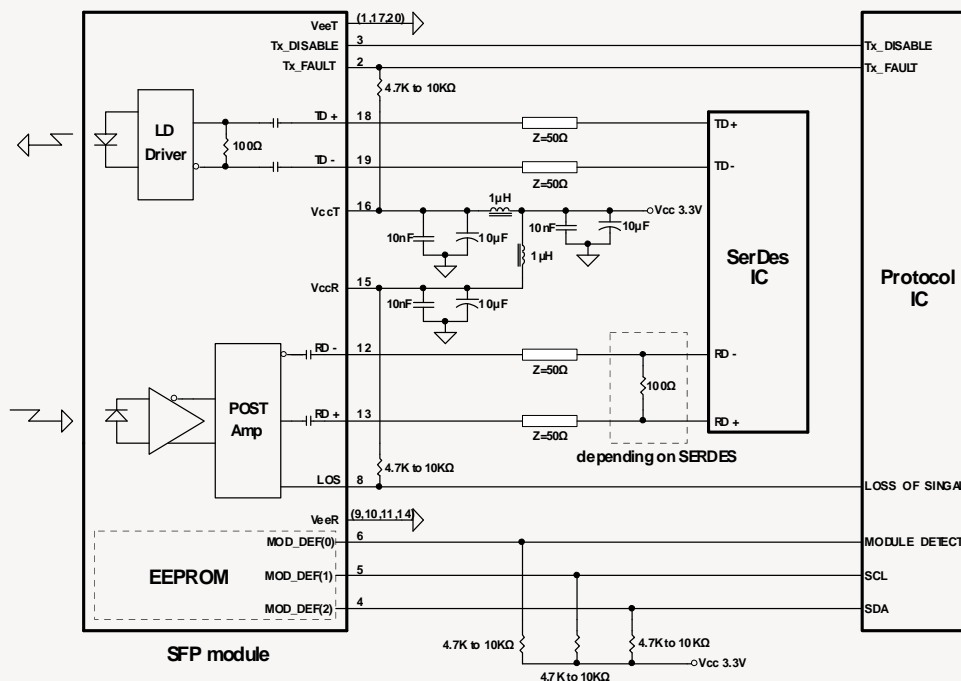 VeeT (1,17,20)
Tx_DISABLE 3 Tx_DISABLE
Tx_FAULT 2 Tx_FAULT
4.7K to 10KΩ
LD
Driver
100Ω
TD+ 18 Z=50Ω TD+
TD- 19 Z=50Ω TD-
1µH
VccT 16 Vcc 3.3V
10nF 10µF 10nF 10µF
1µH
SerDes
IC
Protocol
IC
VccR 15
10nF 10µF
RD - 12 Z=50Ω RD -
POST
Amp
100Ω
RD+ 13 Z=50Ω RD+
depending on SERDES
4.7K to 10KΩ
LOS 8 LOSS OF SINGAL
VeeR (9,10,11,14)
MOD_DEF(0) 6 MODULE DETECT
EEPROM
MOD_DEF(1) 5 SCL
MOD_DEF(2) 4 SDA
4.7K to 10KΩ 4.7K to 10KΩ
SFP module
Vcc 3.3V
4.7K to 10KΩ